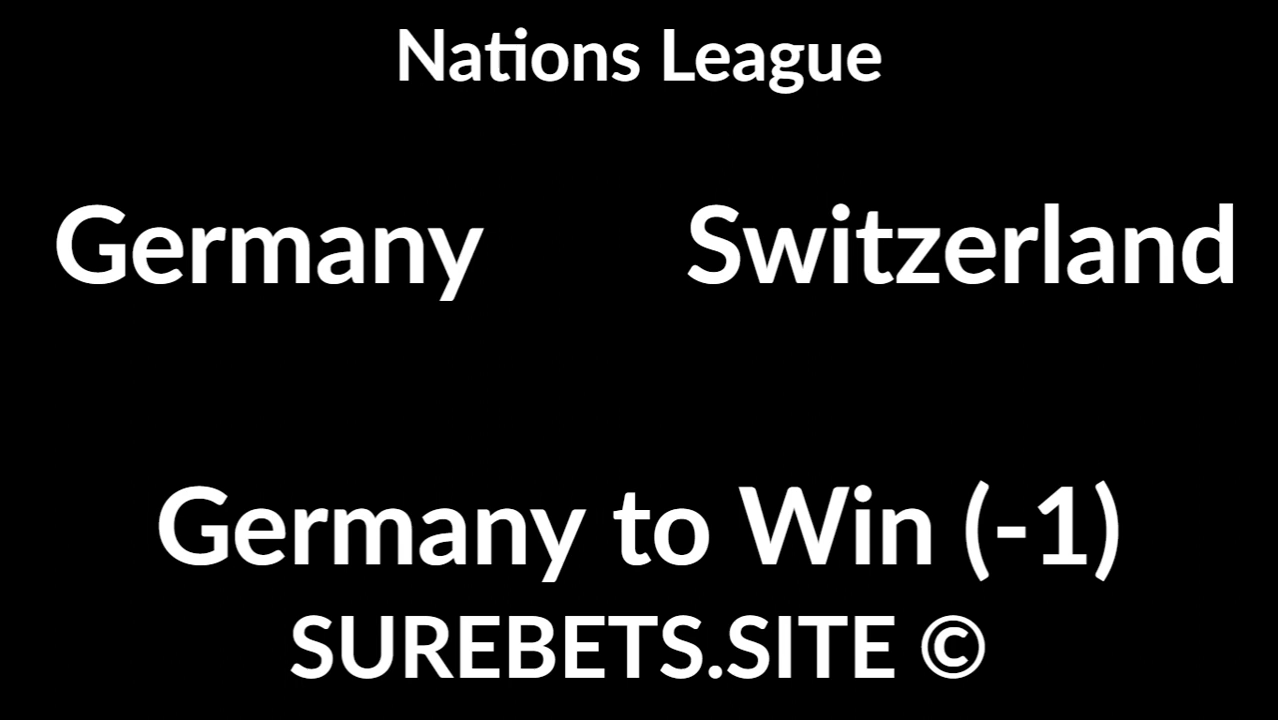 Nations League
Germany Switzerland
Germany to Win (-1)
SUREBETS.SITE ©